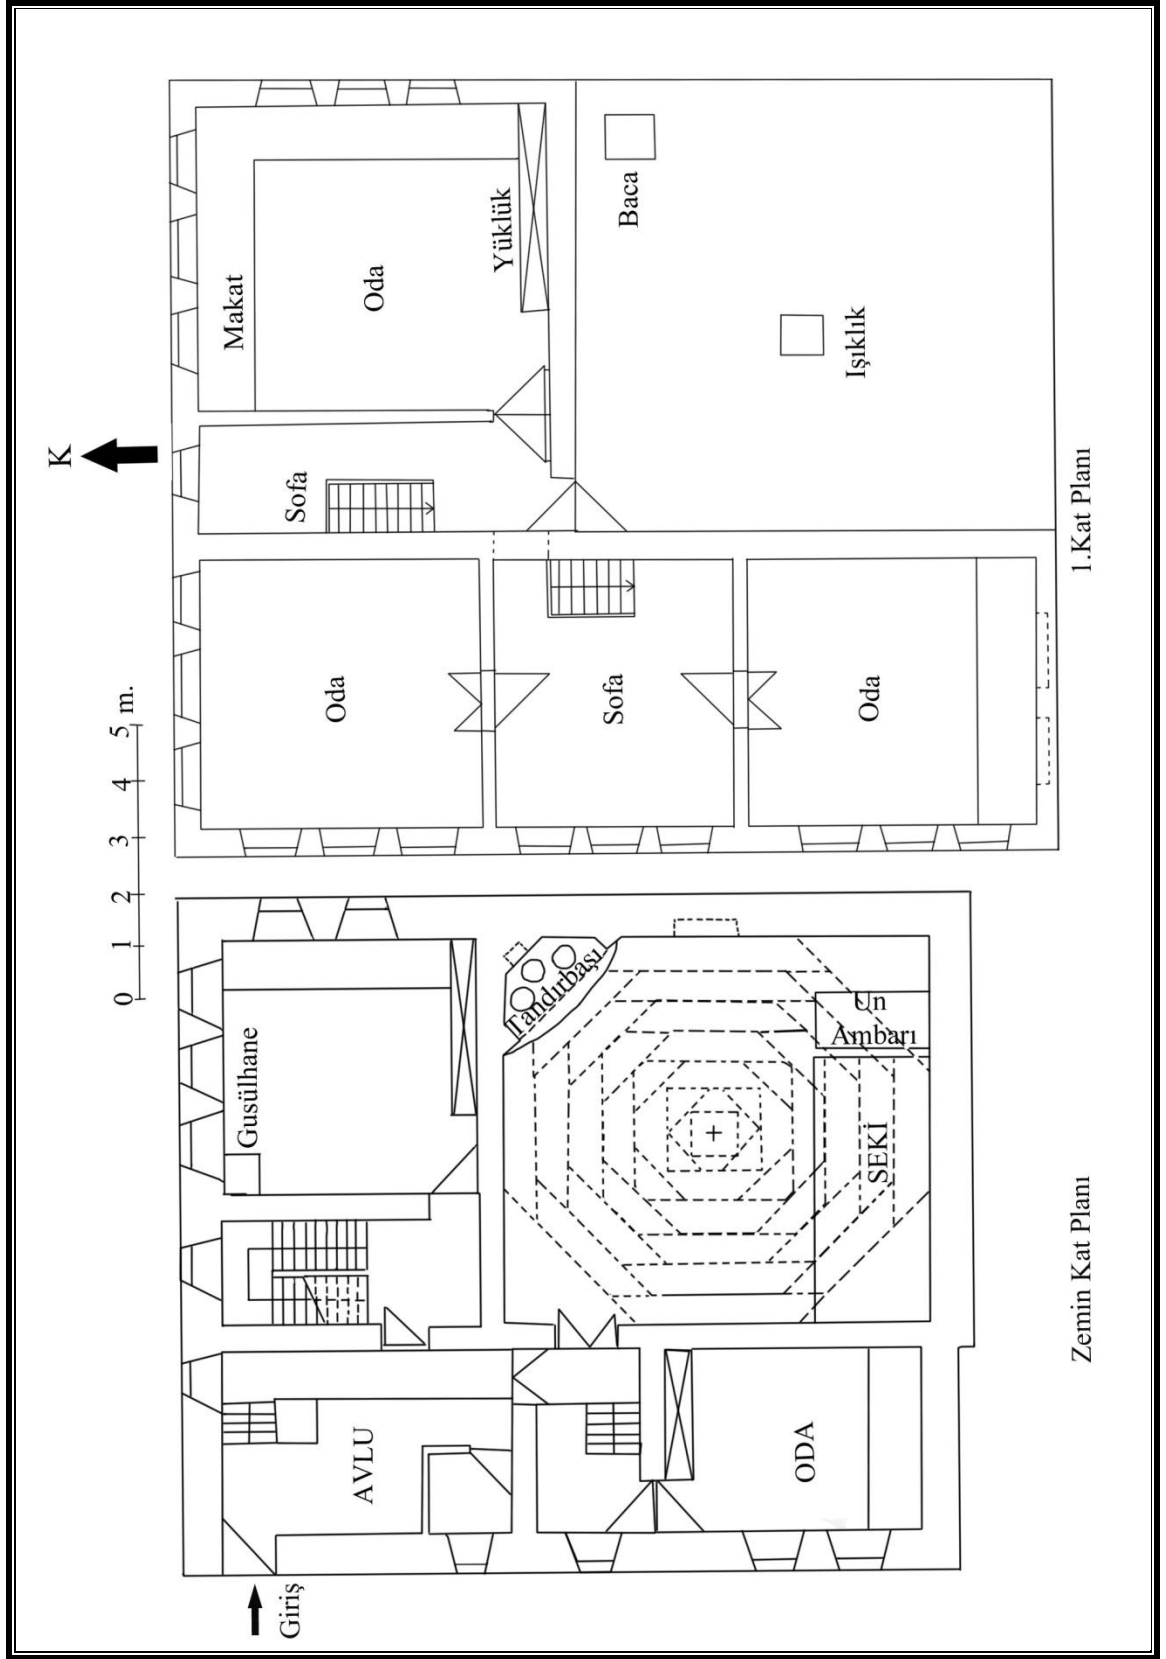 K
0 1 2 3 4 5 m.
Giriş
AVLU
Gusülhane
Tandırbaşı
Un
Ambarı
SEKİ
ODA
Zemin Kat Planı
Oda
Sofa
Oda
Sofa
Makat
Oda
Yüklük
Baca
Işıklık
1.Kat Planı